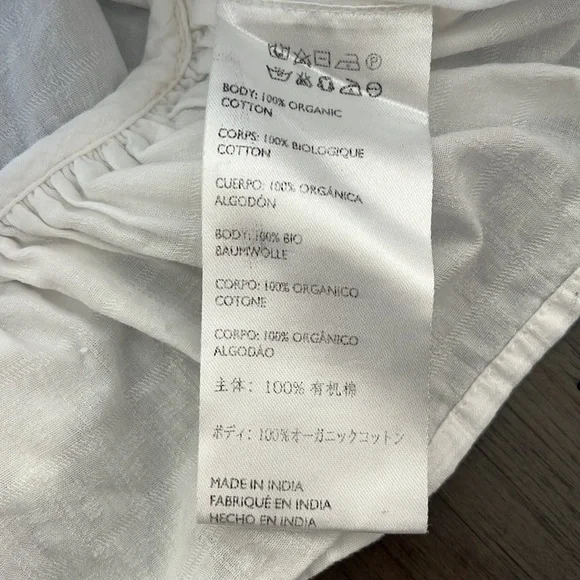 BODY: 100% ORGANIC
COTTON
CORPS: 100% BIOLOGIQUE
COTTON
CUERPO: 100% ORGÁNICA
ALGODÓN
BODY: 100% BIO
BAUMWOLLE
CORPO: 100% ORGANICO
COTONE
CORPO: 100% ORGÂNICO
ALGODÃO
主体: 100% 有机棉
ボディ: 100%オーガニックコットン
MADE IN INDIA
FABRIQUÉ EN INDIA
HECHO EN INDIA